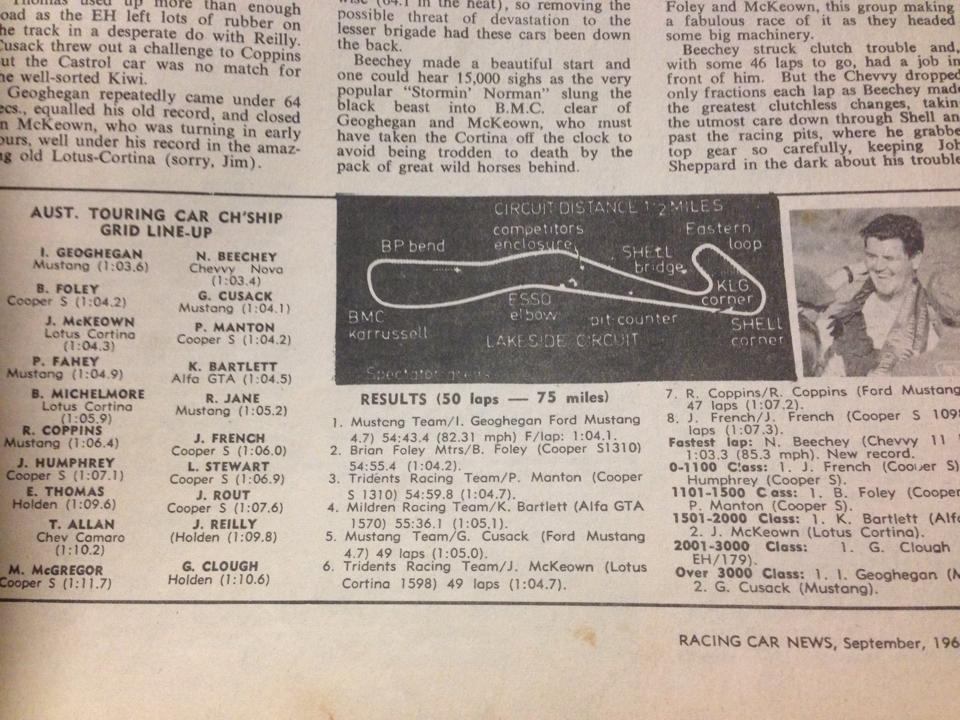 Thomas used up more than enough
oad as the EH left lots of rubber on
he track in a desperate do with Reilly.
Cusack threw out a challenge to Coppins
ut the Castrol car was no match for
he well-sorted Kiwi.
Geoghegan repeatedly came under 64
ecs., equalled his old record, and closed
n McKeown, who was turning in early
ours, well under his record in the amaz-
ng old Lotus-Cortina (sorry, Jim).
wise (64.1 in the heat), so removing the
possible threat of devastation to the
lesser brigade had these cars been down
the back.
Beechey made a beautiful start and
one could hear 15,000 sighs as the very
popular "Stormin' Norman" slung the
black beast into B.M.C. clear of
Geoghegan and McKeown, who must
have taken the Cortina off the clock to
avoid being trodden to death by the
pack of great wild horses behind.
Foley and McKeown, this group making
a fabulous race of it as they headed
some big machinery.
Beechey struck clutch trouble and,
with some 46 laps to go, had a job in
front of him. But the Chevvy dropped
only fractions each lap as Beechey made
the greatest clutchless changes, takin
the utmost care down through Shell an
past the racing pits, where he grabbe
top gear so carefully, keeping Joh
Sheppard in the dark about his trouble
AUST. TOURING CAR CH'SHIP
GRID LINE-UP
I. GEOGHEGAN
Mustang (1:03.6)
N. BEECHEY
Chevvy Nova
(1:03.4)
B. FOLEY
Cooper S (1:04.2)
G. CUSACK
Mustang (1:04.1)
J. McKEOWN
Lotus Cortina
(1:04.3)
P. MANTON
Cooper S (1:04.2)
P. FAHEY
Mustang (1:04.9)
K. BARTLETT
Alfa GTA (1:04.5)
B. MICHELMORE
Lotus Cortina
(1:05.9)
R. JANE
Mustang (1:05.2)
R. COPPINS
Mustang (1:06.4)
J. FRENCH
Cooper S (1:06.0)
J. HUMPHREY
Cooper S (1:07.1)
L. STEWART
Cooper S (1:06.9)
E. THOMAS
Holden (1:09.6)
J. ROUT
Cooper S (1:07.6)
T. ALLAN
Chev Camaro
(1:10.2)
J. REILLY
(Holden (1:09.8)
M. McGREGOR
Cooper S (1:11.7)
G. CLOUGH
Holden (1:10.6)
CIRCUIT DISTANCE 1·2 MILES
competitors
enclosure
Eastern
loop
BP bend
SHELL
bridge
KLG
corner
ESSO
elbow
BMC
karrussell
pit counter
SHELL
corner
LAKESIDE CIRCUIT
Spectator
RESULTS (50 laps — 75 miles)
1. Mustang Team/I. Geoghegan Ford Mustang
4.7) 54:43.4 (82.31 mph) F/lap: 1:04.1.
2. Brian Foley Mtrs/B. Foley (Cooper S1310)
54:55.4 (1:04.2).
3. Tridents Racing Team/P. Manton (Cooper
S 1310) 54:59.8 (1:04.7).
4. Mildren Racing Team/K. Bartlett (Alfa GTA
1570) 55:36.1 (1:05.1).
5. Mustang Team/G. Cusack (Ford Mustang
4.7) 49 laps (1:05.0).
6. Tridents Racing Team/J. McKeown (Lotus
Cortina 1598) 49 laps (1:04.7).
7. R. Coppins/R. Coppins (Ford Mustang
47 laps (1:07.2).
8. J. French/J. French (Cooper S 1098
laps (1:07.3).
Fastest lap: N. Beechey (Chevvy 11
1:03.3 (85.3 mph). New record.
0-1100 Class: 1. J. French (Cooper S)
Humphrey (Cooper S).
1101-1500 Class: 1. B. Foley (Cooper
P. Manton (Cooper S).
1501-2000 Class: 1. K. Bartlett (Alfa
2. J. McKeown (Lotus Cortina).
2001-3000 Class: 1. G. Clough
EH/179).
Over 3000 Class: 1. I. Geoghegan (M
2. G. Cusack (Mustang).
RACING CAR NEWS, September, 196